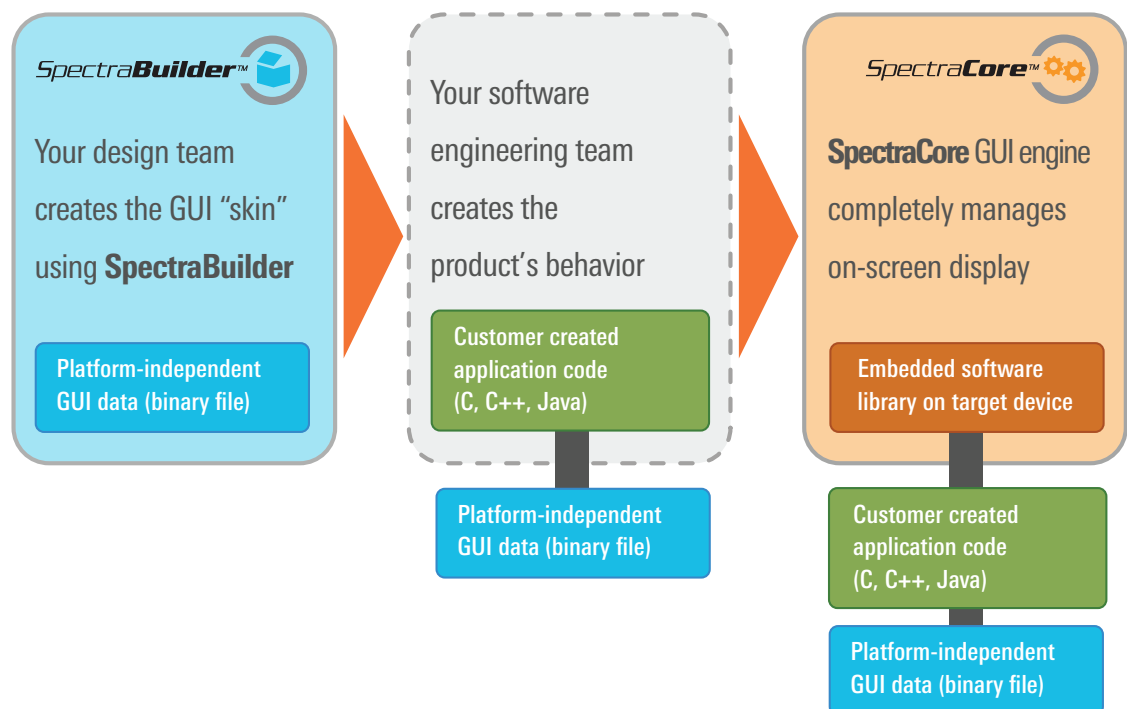 SpectraBuilder™
Your design team
creates the GUI “skin”
using SpectraBuilder
Platform-independent
GUI data (binary file)
Your software
engineering team
creates the
product’s behavior
Customer created
application code
(C, C++, Java)
Platform-independent
GUI data (binary file)
SpectraCore™
SpectraCore GUI engine
completely manages
on-screen display
Embedded software
library on target device
Customer created
application code
(C, C++, Java)
Platform-independent
GUI data (binary file)